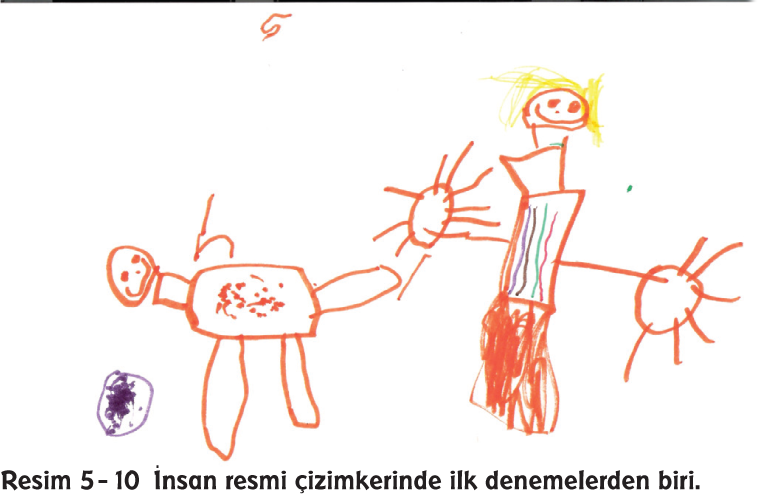 Resim 5-10 İnsan resmi çizimkerinde ilk denemelerden biri.